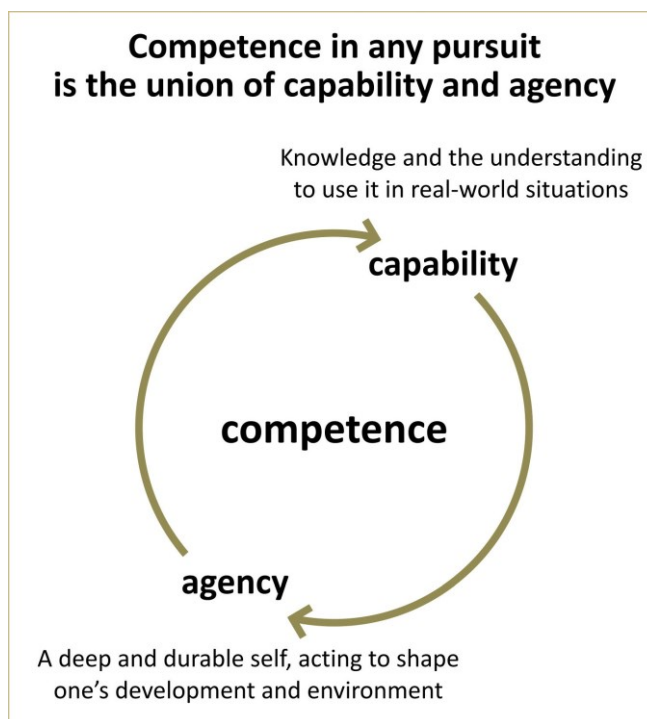 Competence in any pursuit
is the union of capability and agency
Knowledge and the understanding
to use it in real-world situations
capability
competence
agency
A deep and durable self, acting to shape
one’s development and environment